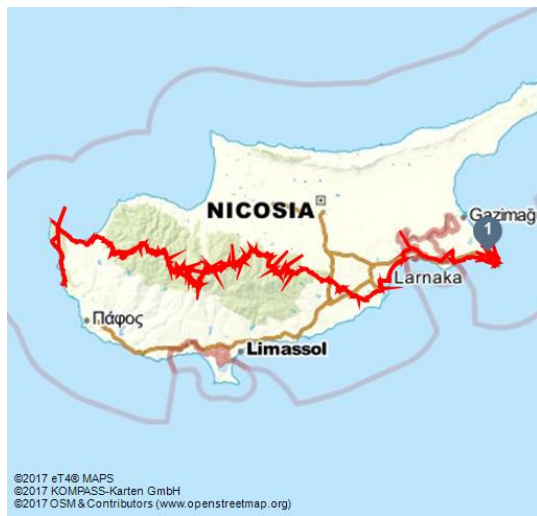 NICOSIA
Gazimağ
1
Larnaka
Πάφος
Limassol
©2017 eT4® MAPS
©2017 KOMPASS-Karten GmbH
©2017 OSM & Contributors (www.openstreetmap.org)